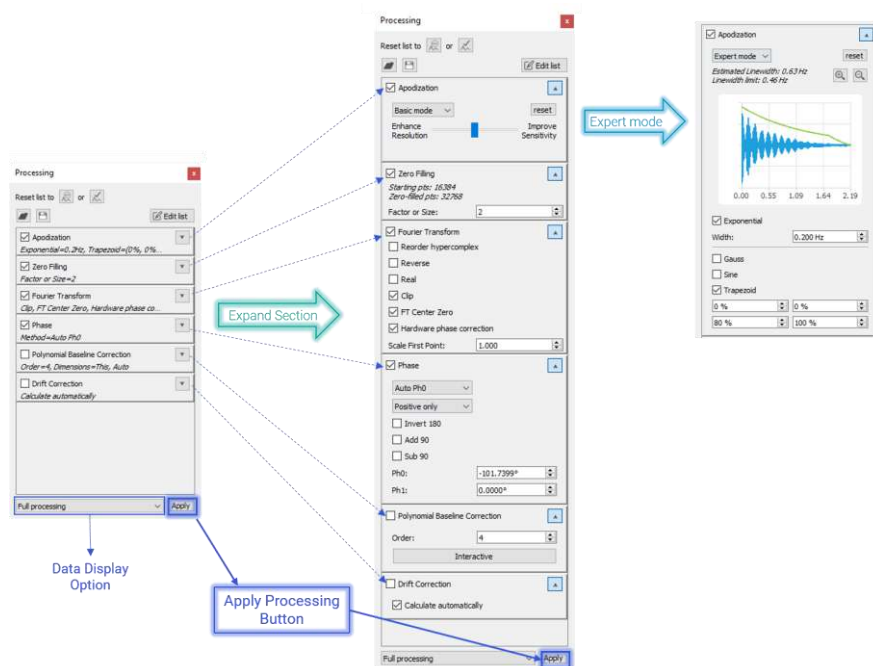 Processing
x
Reset list to or
Edit list
Apodization
Exponential=0.2Hz, Trapezoid=(0%, 0%...
Zero Filling
Factor or Size=2
Fourier Transform
Clip, FT Center Zero, Hardware phase co...
Phase
Method=Auto Ph0
Polynomial Baseline Correction
Order=4, Dimensions=This, Auto
Drift Correction
Calculate automatically
Full processing
Apply
Data Display
Option
Expand Section
Apply Processing
Button
Processing
x
Reset list to or
Edit list
Apodization
Basic mode
reset
Enhance
Resolution
Improve
Sensitivity
Zero Filling
Starting pts: 16384
Zero-filled pts: 32768
Factor or Size: 2
Fourier Transform
Reorder hypercomplex
Reverse
Real
Clip
FT Center Zero
Hardware phase correction
Scale First Point: 1.000
Phase
Auto Ph0
Positive only
Invert 180
Add 90
Sub 90
Ph0: -101.7399°
Ph1: 0.0000°
Polynomial Baseline Correction
Order: 4
Interactive
Drift Correction
Calculate automatically
Full processing
Apply
Expert mode
Apodization
Expert mode
reset
Estimated Linewidth: 0.63 Hz
Linewidth limit: 0.46 Hz
0.00 0.55 1.09 1.64 2.19
Exponential
Width: 0.200 Hz
Gauss
Sine
Trapezoid
0 % 0 %
80 % 100 %